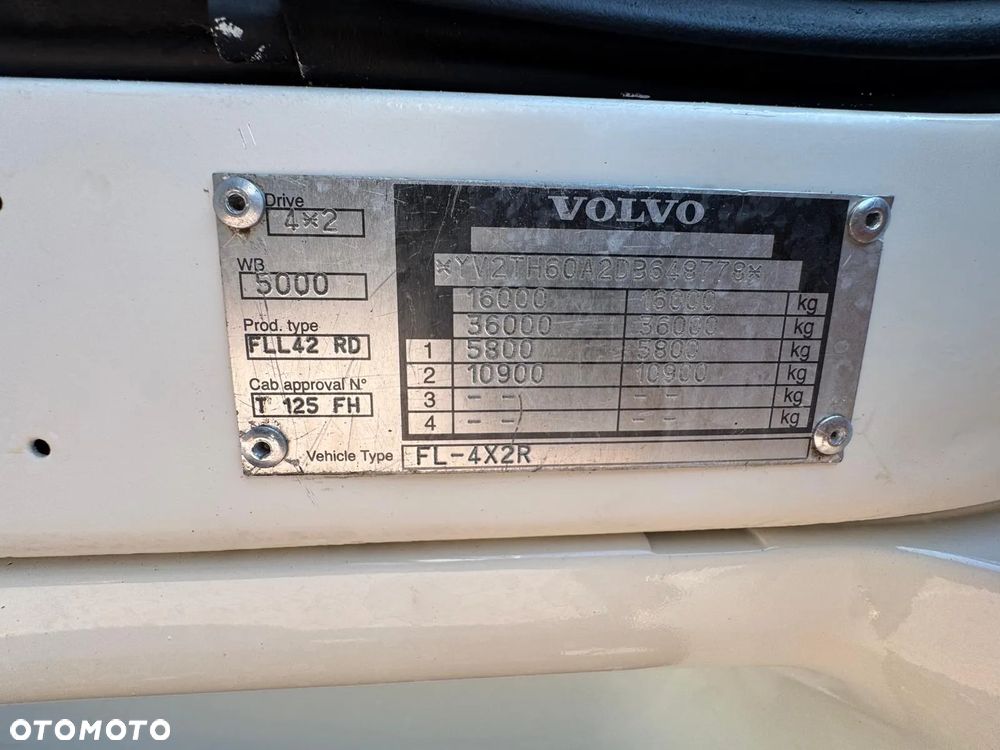 Drive
4*2
WB
5000
Prod. type
FLL42 RD
Cab approval N°
T 125 FH
Vehicle Type
FL-4X2R
VOLVO
*YV2TH60A2DB649778*
16000 16000 kg
36000 36000 kg
1 5800 5800 kg
2 10900 10900 kg
3 -- -- kg
4 -- -- kg
OTOMOTO